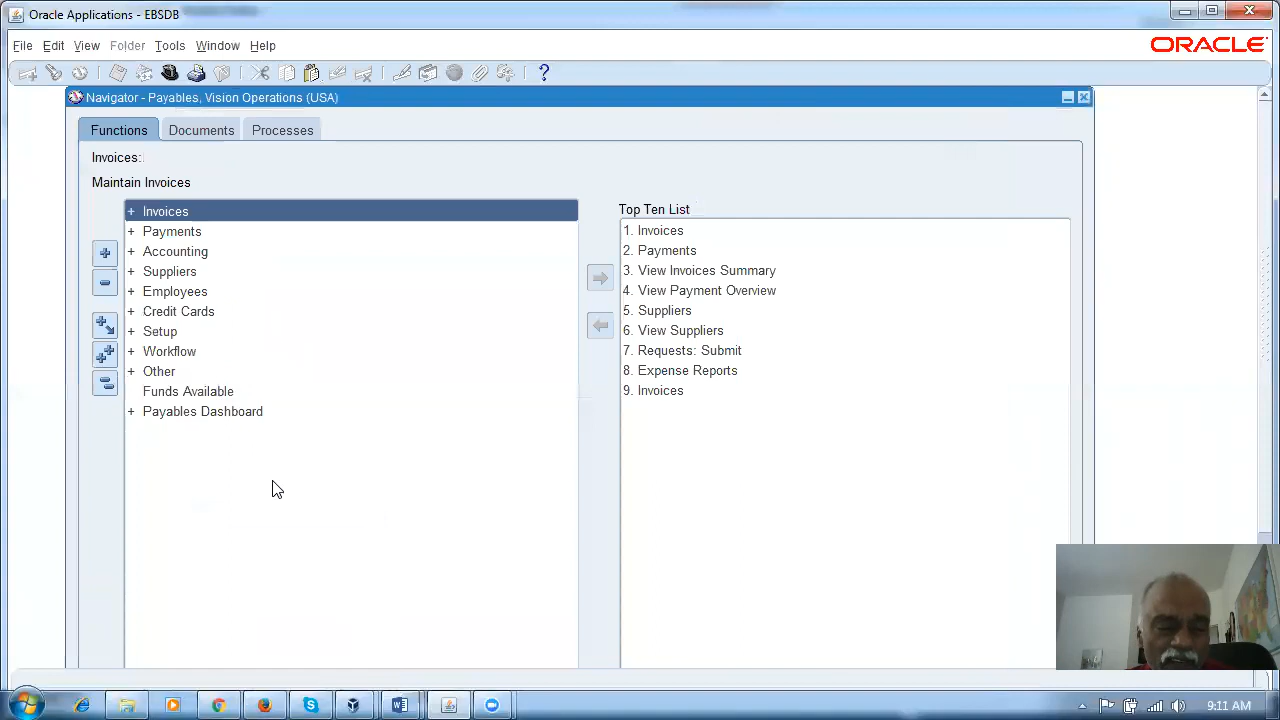 Oracle Applications - EBSDB
File Edit View Folder Tools Window Help
ORACLE
Navigator - Payables, Vision Operations (USA)
Functions Documents Processes
Invoices:
Maintain Invoices
+ Invoices
+ Payments
+ Accounting
+ Suppliers
+ Employees
+ Credit Cards
+ Setup
+ Workflow
+ Other
Funds Available
+ Payables Dashboard
Top Ten List
1. Invoices
2. Payments
3. View Invoices Summary
4. View Payment Overview
5. Suppliers
6. View Suppliers
7. Requests: Submit
8. Expense Reports
9. Invoices
9:11 AM